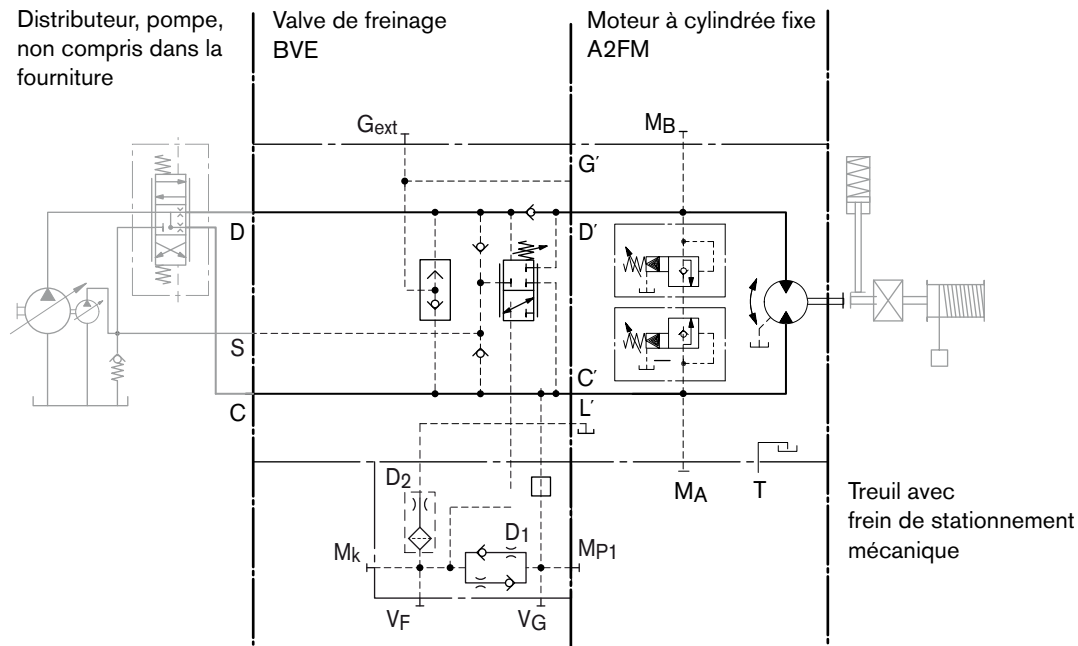 Distributeur, pompe,
non compris dans la
fourniture
Valve de freinage
BVE
Moteur à cylindrée fixe
A2FM
Gext
MB
G'
D
D'
S
C'
C
L'
D2
MA
T
Treuil avec
frein de stationnement
mécanique
D1
Mk
MP1
VF
VG